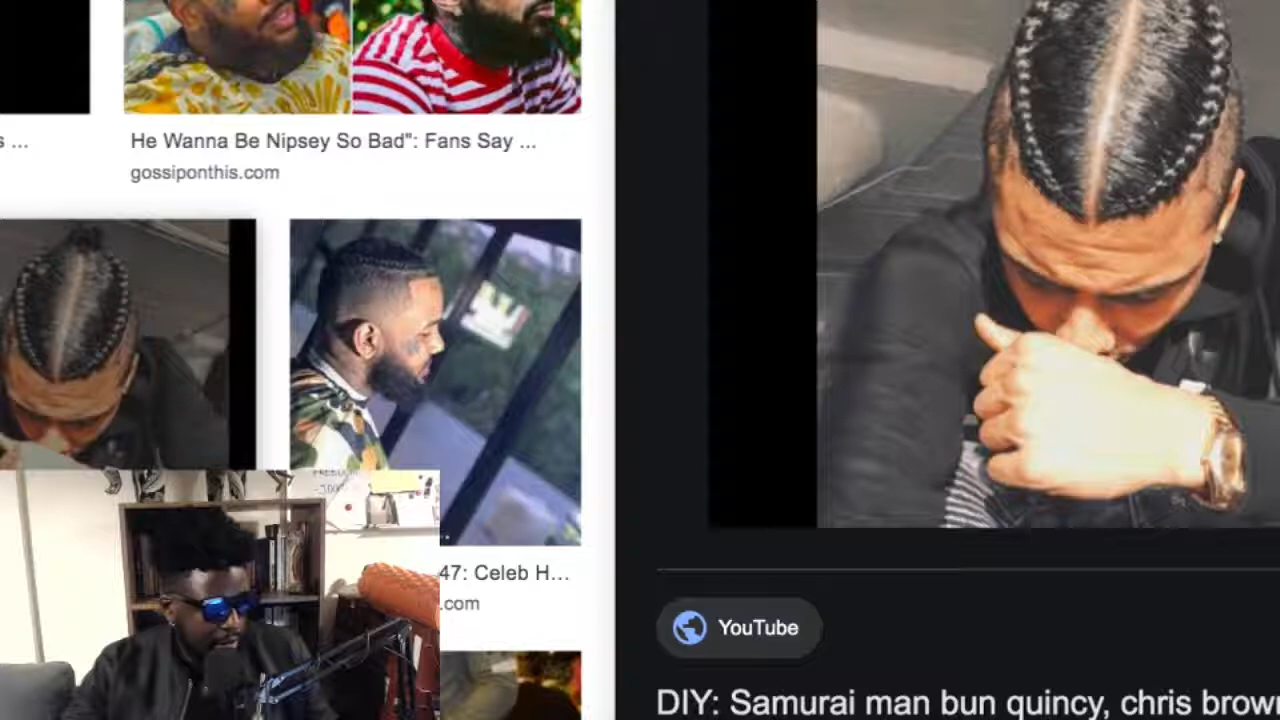 s ...
He Wanna Be Nipsey So Bad": Fans Say ...
gossiponthis.com
FREEDOM
47: Celeb H...
.com
YouTube
DIY: Samurai man bun quincy, chris brow